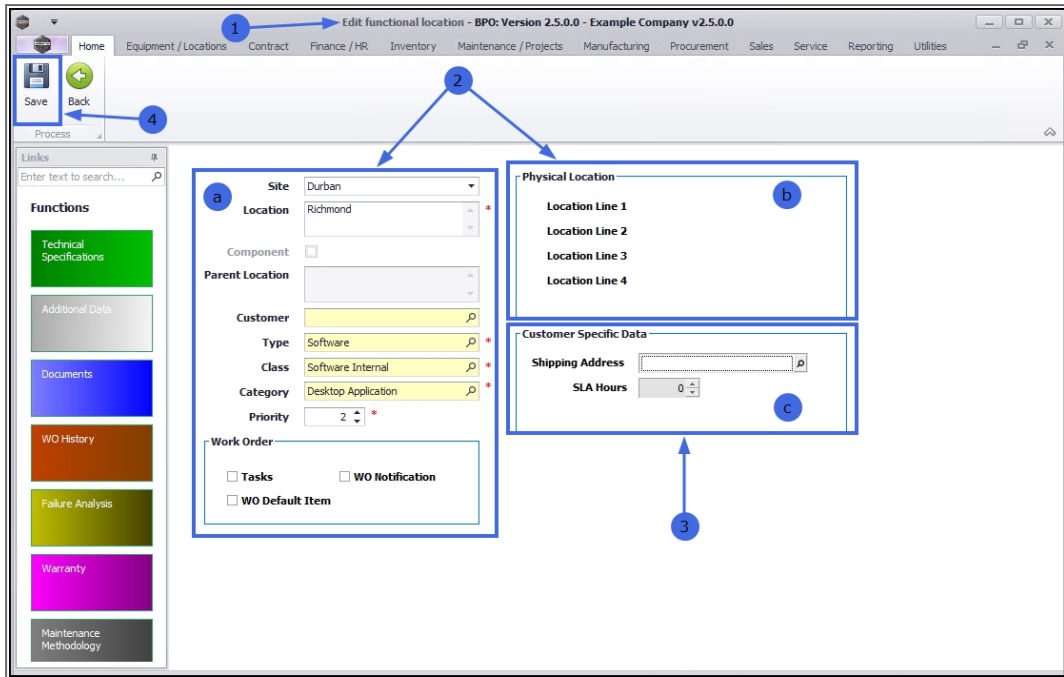 Edit functional location - BPO: Version 2.5.0.0 - Example Company v2.5.0.0
1
Home Equipment / Locations Contract Finance / HR Inventory Maintenance / Projects Manufacturing Procurement Sales Service Reporting Utilities
Save Back
Process
4
2
Links
Enter text to search...
Functions
Technical
Specifications
Additional Data
Documents
WO History
Failure Analysis
Warranty
Maintenance
Methodology
a
Site Durban
Location Richmond *
Component
Parent Location
Customer
Type Software *
Class Software Internal *
Category Desktop Application *
Priority 2 *
Work Order
Tasks WO Notification
WO Default Item
Physical Location
b
Location Line 1
Location Line 2
Location Line 3
Location Line 4
Customer Specific Data
Shipping Address
SLA Hours 0
c
3